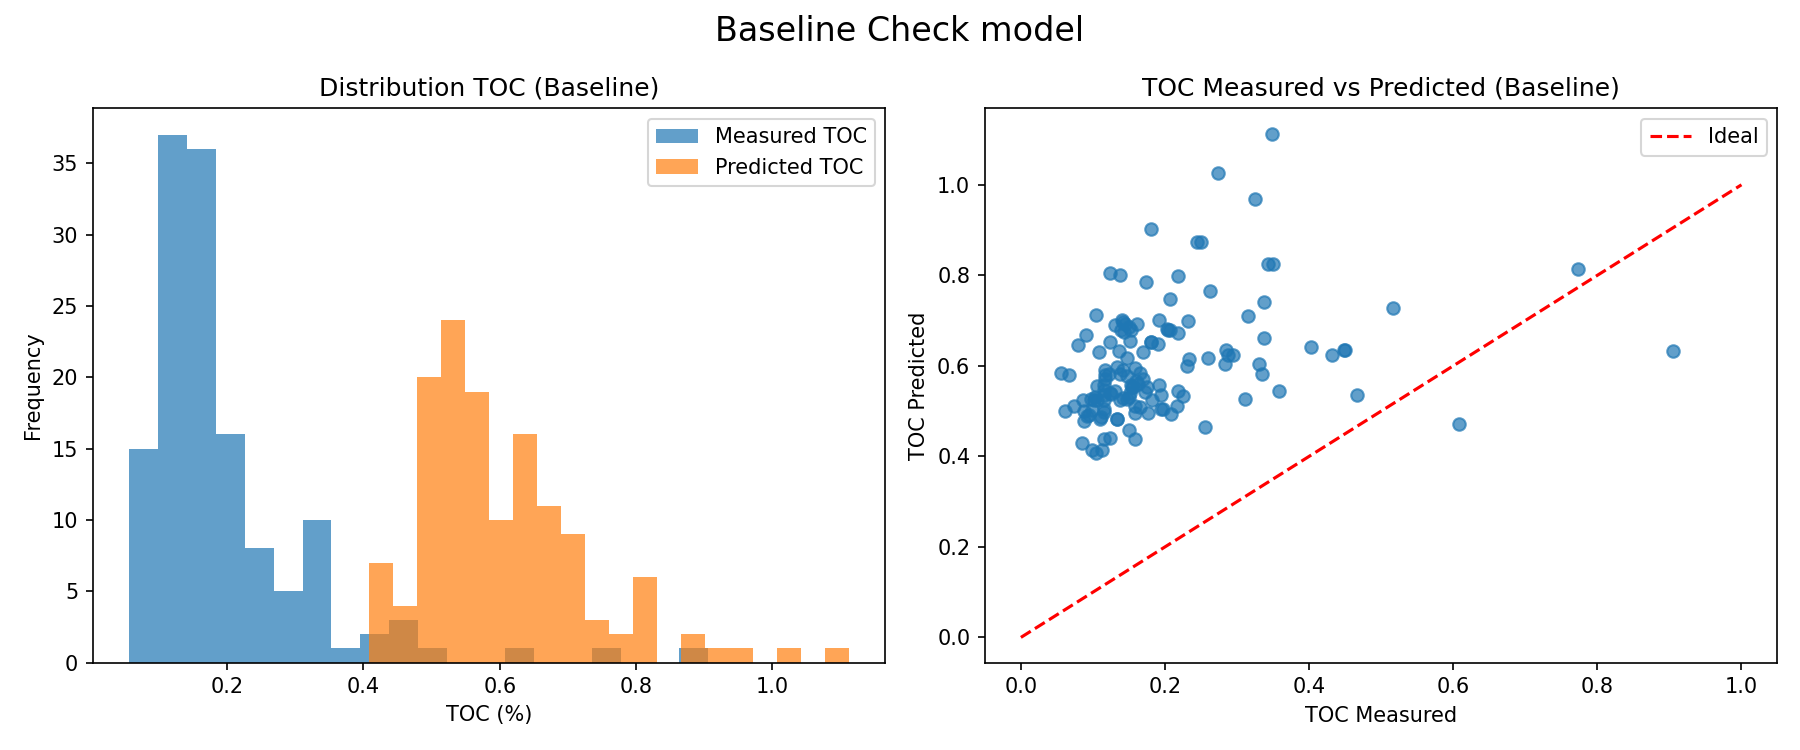 Baseline Check model
Distribution TOC (Baseline)
Measured TOC
Predicted TOC
Frequency
35
30
25
20
15
10
5
0
0.2 0.4 0.6 0.8 1.0
TOC (%)
TOC Measured vs Predicted (Baseline)
Ideal
TOC Predicted
1.0
0.8
0.6
0.4
0.2
0.0
0.0 0.2 0.4 0.6 0.8 1.0
TOC Measured